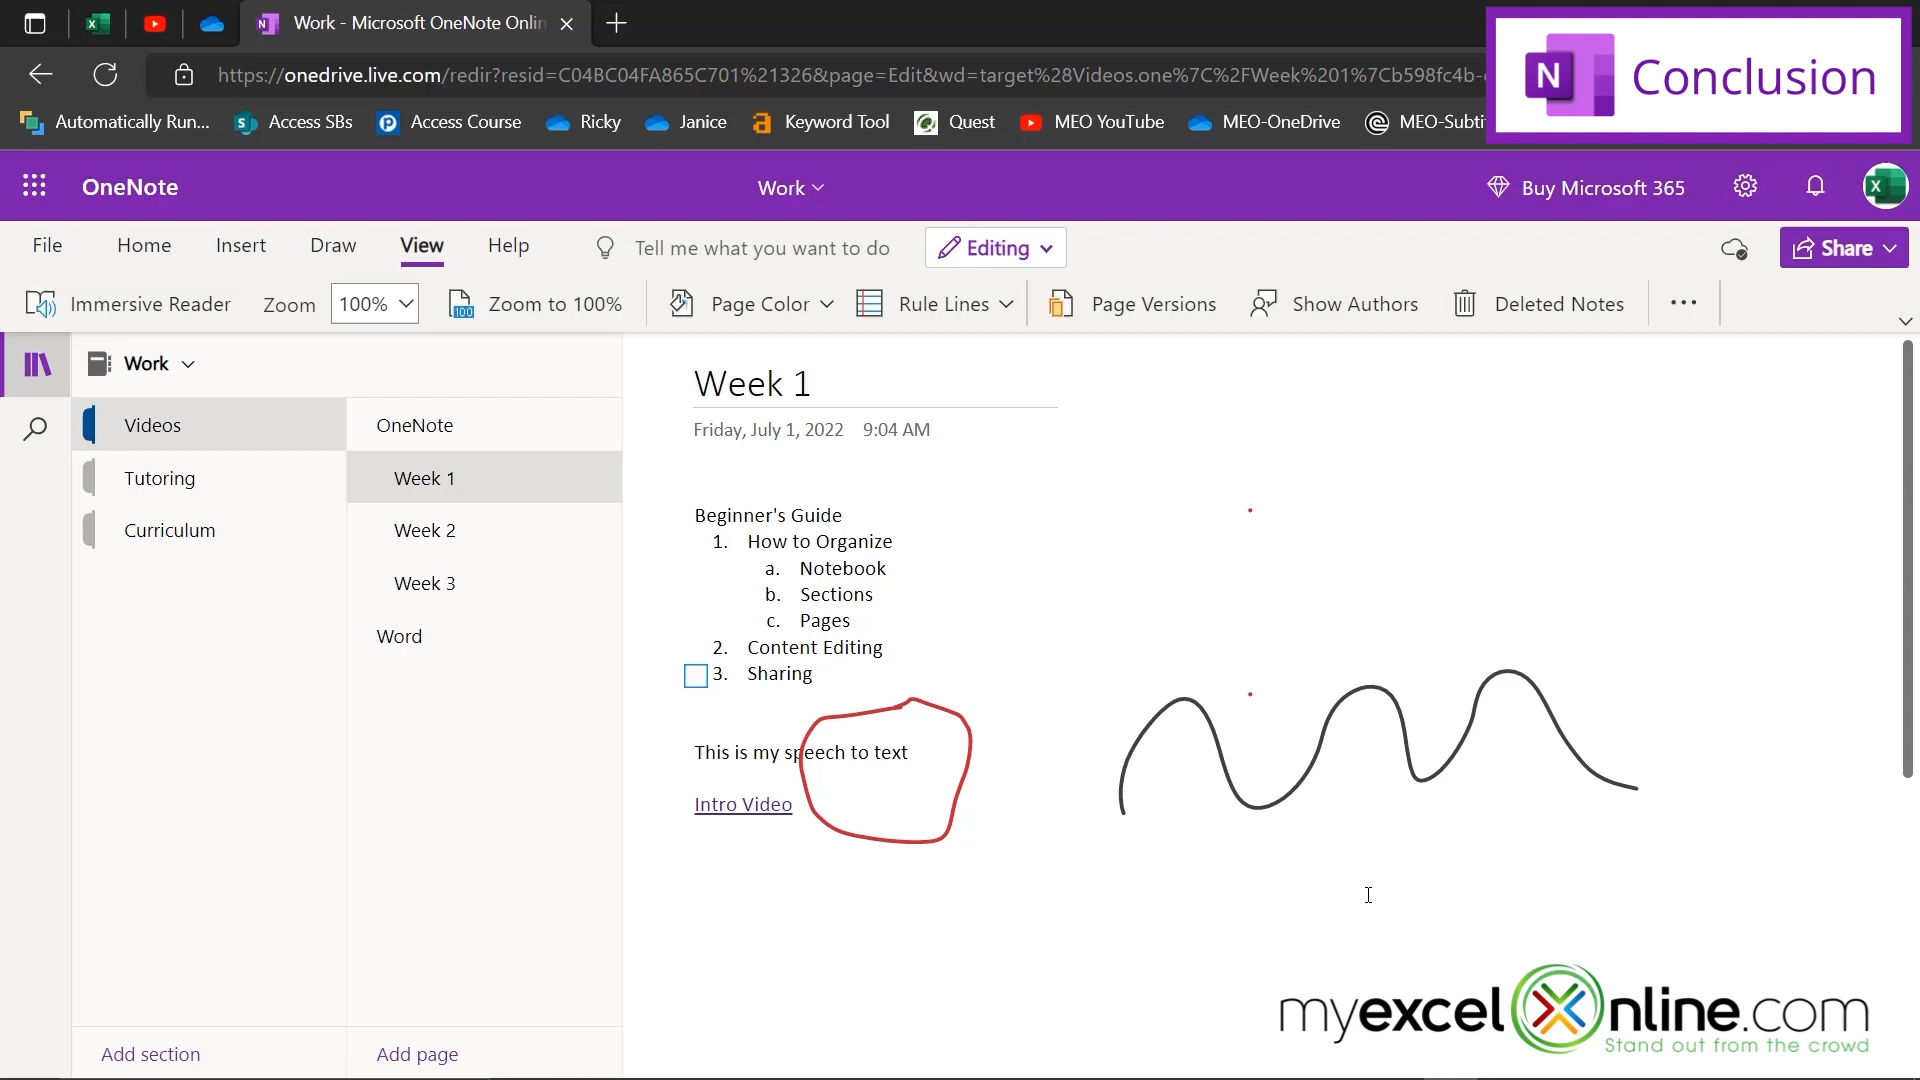 Work - Microsoft OneNote Onlin
Conclusion
https://onedrive.live.com/redir?resid=C04BC04FA865C701%21326&page=Edit&wd=target%28Videos.one%7C%2FWeek%201%7Cb598fc4b-
Automatically Run... Access SBs Access Course Ricky Janice Keyword Tool Quest MEO YouTube MEO-OneDrive MEO-Subti
OneNote Work Buy Microsoft 365
File Home Insert Draw View Help Tell me what you want to do Editing Share
Immersive Reader Zoom 100% Zoom to 100% Page Color Rule Lines Page Versions Show Authors Deleted Notes ...
Work
Videos
Tutoring
Curriculum
Add section
OneNote
Week 1
Week 2
Week 3
Word
Add page
Week 1
Friday, July 1, 2022 9:04 AM
Beginner's Guide
1. How to Organize
a. Notebook
b. Sections
c. Pages
2. Content Editing
3. Sharing
This is my speech to text
Intro Video
myexcelOnline.com
Stand out from the crowd